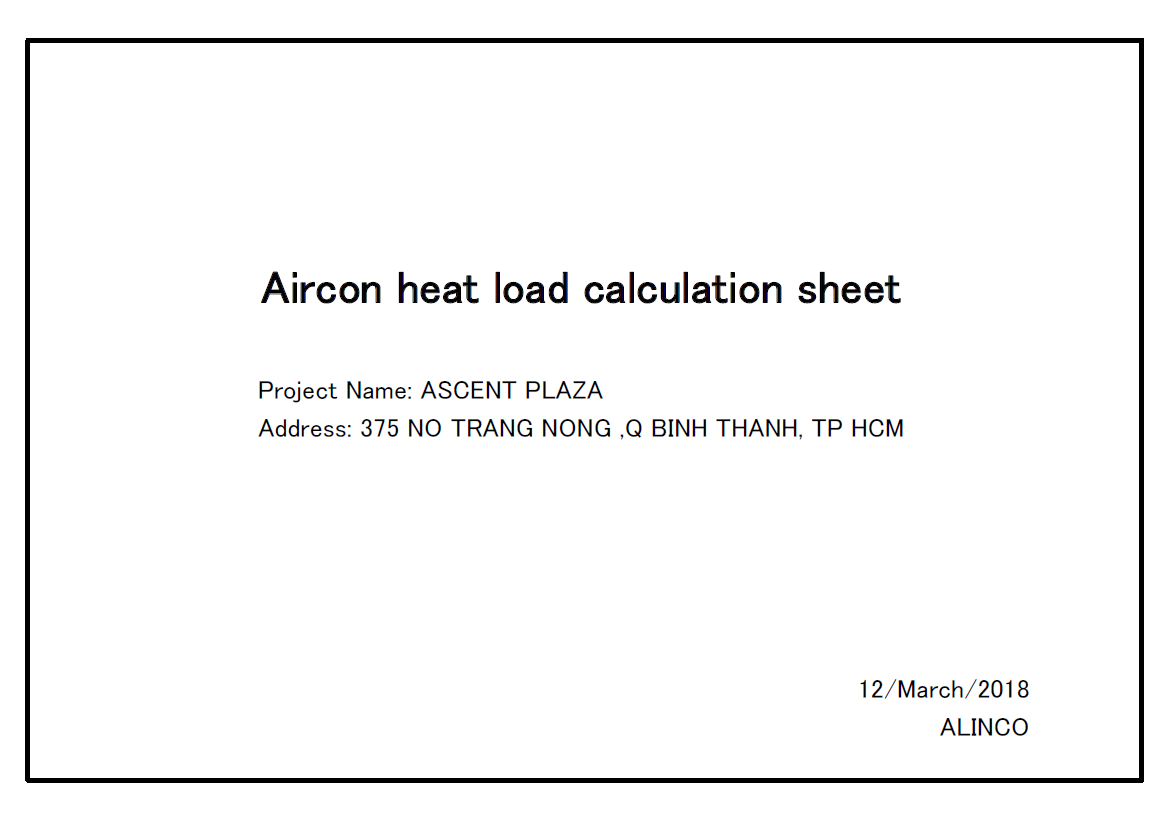 Aircon heat load calculation sheet
Project Name: ASCENT PLAZA
Address: 375 NO TRANG NONG ,Q BINH THANH, TP HCM
12/March/2018
ALINCO